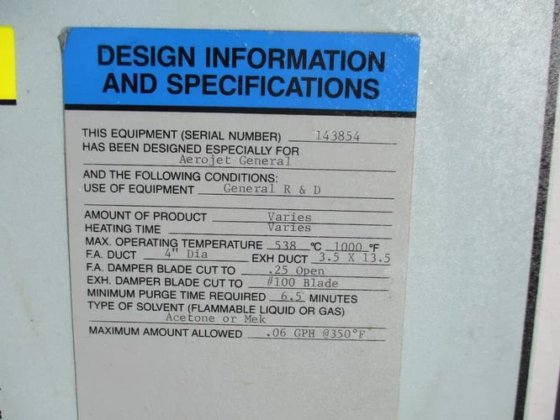 DESIGN INFORMATION
AND SPECIFICATIONS
THIS EQUIPMENT (SERIAL NUMBER) 143854
HAS BEEN DESIGNED ESPECIALLY FOR
Aerojet General
AND THE FOLLOWING CONDITIONS:
USE OF EQUIPMENT General R & D
AMOUNT OF PRODUCT Varies
HEATING TIME Varies
MAX. OPERATING TEMPERATURE 538 °C 1000 °F
F.A. DUCT 4" Dia EXH DUCT 3.5 X 13.5
F.A. DAMPER BLADE CUT TO .25 Open
EXH. DAMPER BLADE CUT TO #100 Blade
MINIMUM PURGE TIME REQUIRED 6.5 MINUTES
TYPE OF SOLVENT (FLAMMABLE LIQUID OR GAS)
Acetone or Mek
MAXIMUM AMOUNT ALLOWED .06 GPH @350°F